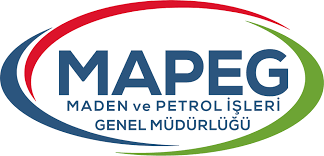 MAPEG
MADEN ve PETROL İŞLERİ
GENEL MÜDÜRLÜĞÜ